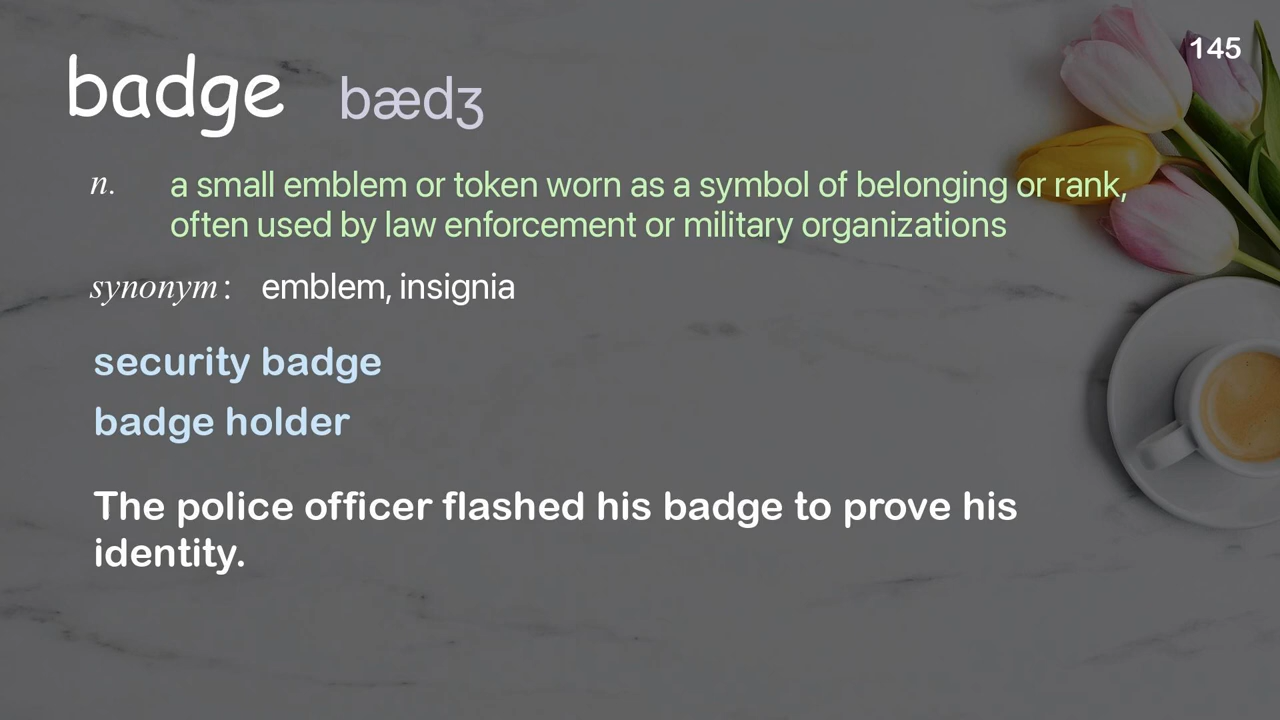 145
badge bædʒ
n. a small emblem or token worn as a symbol of belonging or rank,
often used by law enforcement or military organizations
synonym: emblem, insignia
security badge
badge holder
The police officer flashed his badge to prove his
identity.